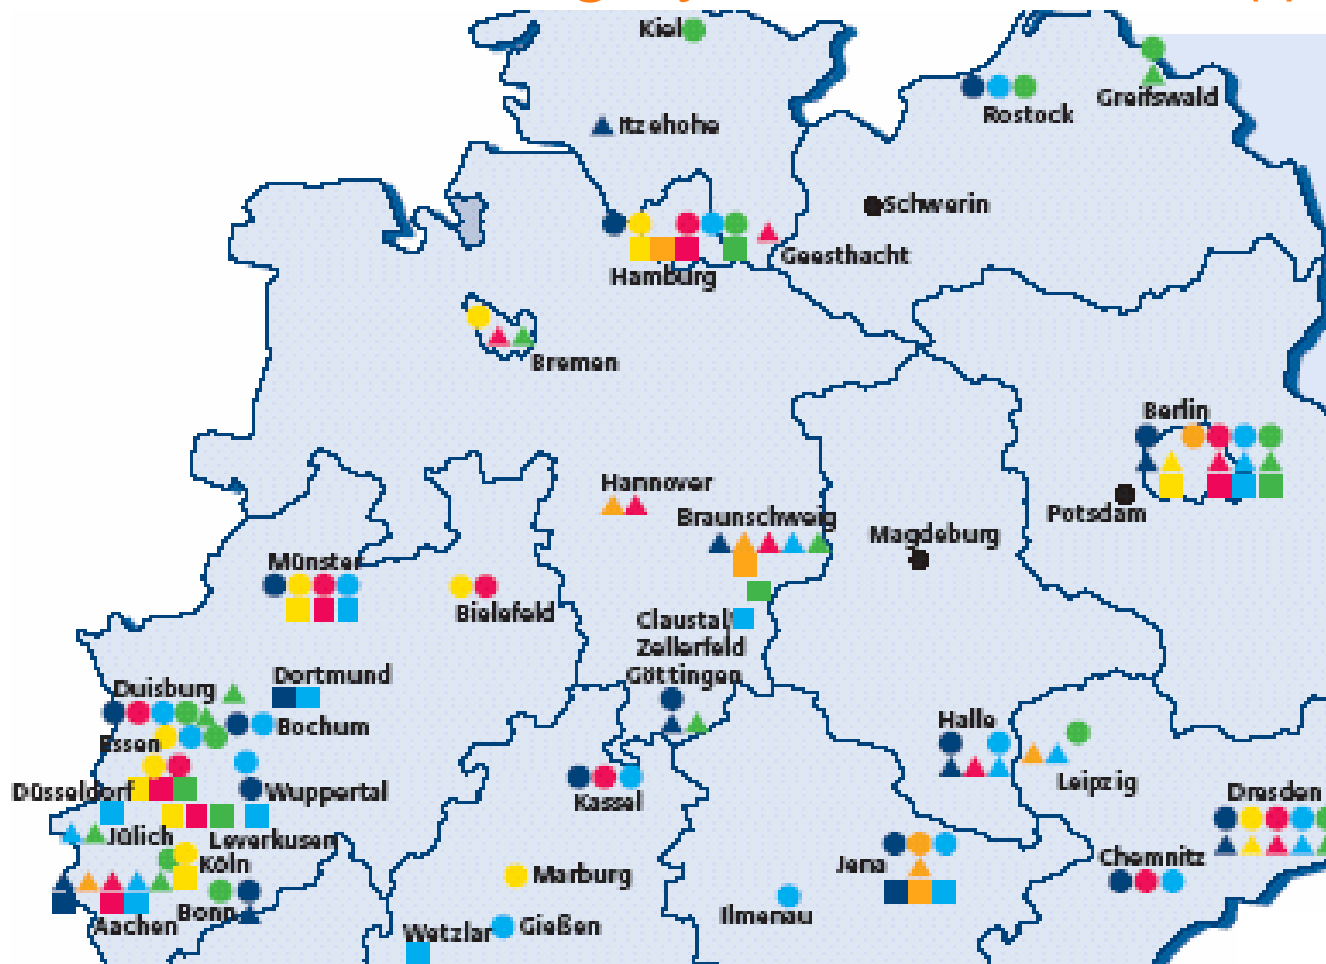 Kiel
Rostock
Greifswald
Itzehohe
Schwerin
Geesthacht
Hamburg
Bremen
Berlin
Hannover
Braunschweig
Potsdam
Magdeburg
Münster
Bielefeld
Claustal
Zellerfeld
Göttingen
Dortmund
Duisburg
Bochum
Essen
Halle
Leipzig
Düsseldorf
Wuppertal
Kassel
Dresden
Jülich
Leverkusen
Köln
Jena
Chemnitz
Marburg
Bonn
Aachen
Ilmenau
Gießen
Wetzlar